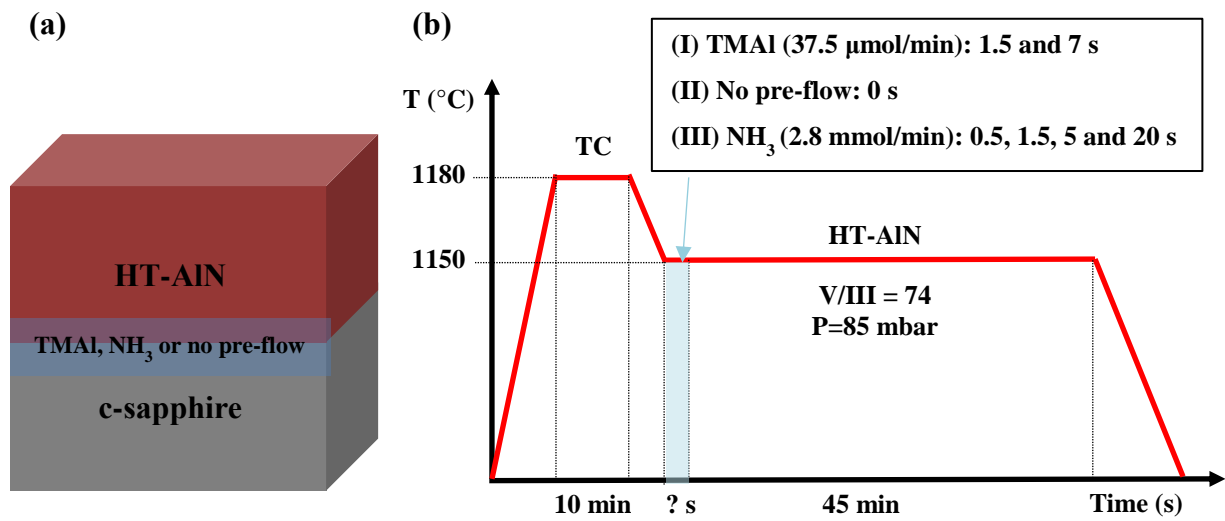 (a)
HT-AlN
TMAl, NH₃ or no pre-flow
c-sapphire
(b)
(I) TMAl (37.5 µmol/min): 1.5 and 7 s
(II) No pre-flow: 0 s
(III) NH₃ (2.8 mmol/min): 0.5, 1.5, 5 and 20 s
T (°C)
TC
1180
1150
HT-AlN
V/III = 74
P=85 mbar
10 min ? s 45 min Time (s)